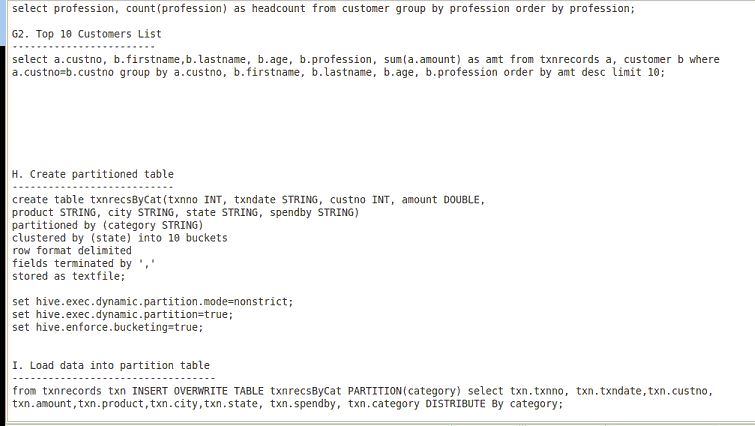 select profession, count(profession) as headcount from customer group by profession order by profession;
G2. Top 10 Customers List
-----------------------
select a.custno, b.firstname,b.lastname, b.age, b.profession, sum(a.amount) as amt from txnrecords a, customer b where
a.custno=b.custno group by a.custno, b.firstname, b.lastname, b.age, b.profession order by amt desc limit 10;
H. Create partitioned table
--------------------------
create table txnrecsByCat(txnno INT, txndate STRING, custno INT, amount DOUBLE,
product STRING, city STRING, state STRING, spendby STRING)
partitioned by (category STRING)
clustered by (state) into 10 buckets
row format delimited
fields terminated by ','
stored as textfile;
set hive.exec.dynamic.partition.mode=nonstrict;
set hive.exec.dynamic.partition=true;
set hive.enforce.bucketing=true;
I. Load data into partition table
---------------------------------
from txnrecords txn INSERT OVERWRITE TABLE txnrecsByCat PARTITION(category) select txn.txnno, txn.txndate,txn.custno,
txn.amount,txn.product,txn.city,txn.state, txn.spendby, txn.category DISTRIBUTE By category;